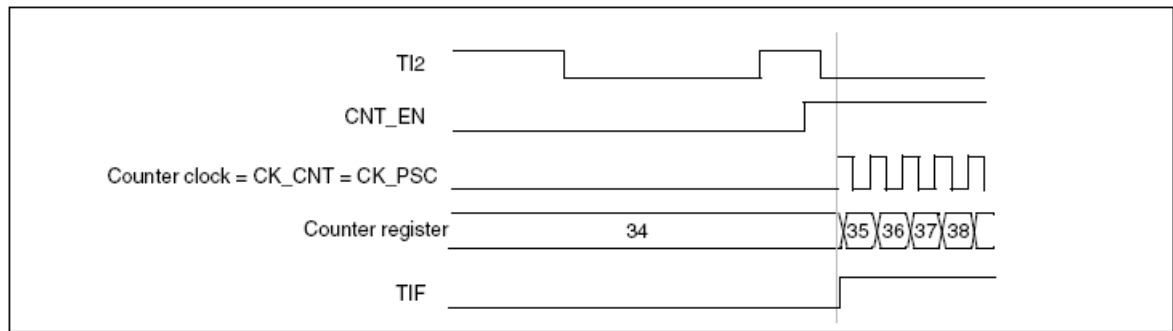 TI2
CNT_EN
Counter clock = CK_CNT = CK_PSC
Counter register 34 35 36 37 38
TIF